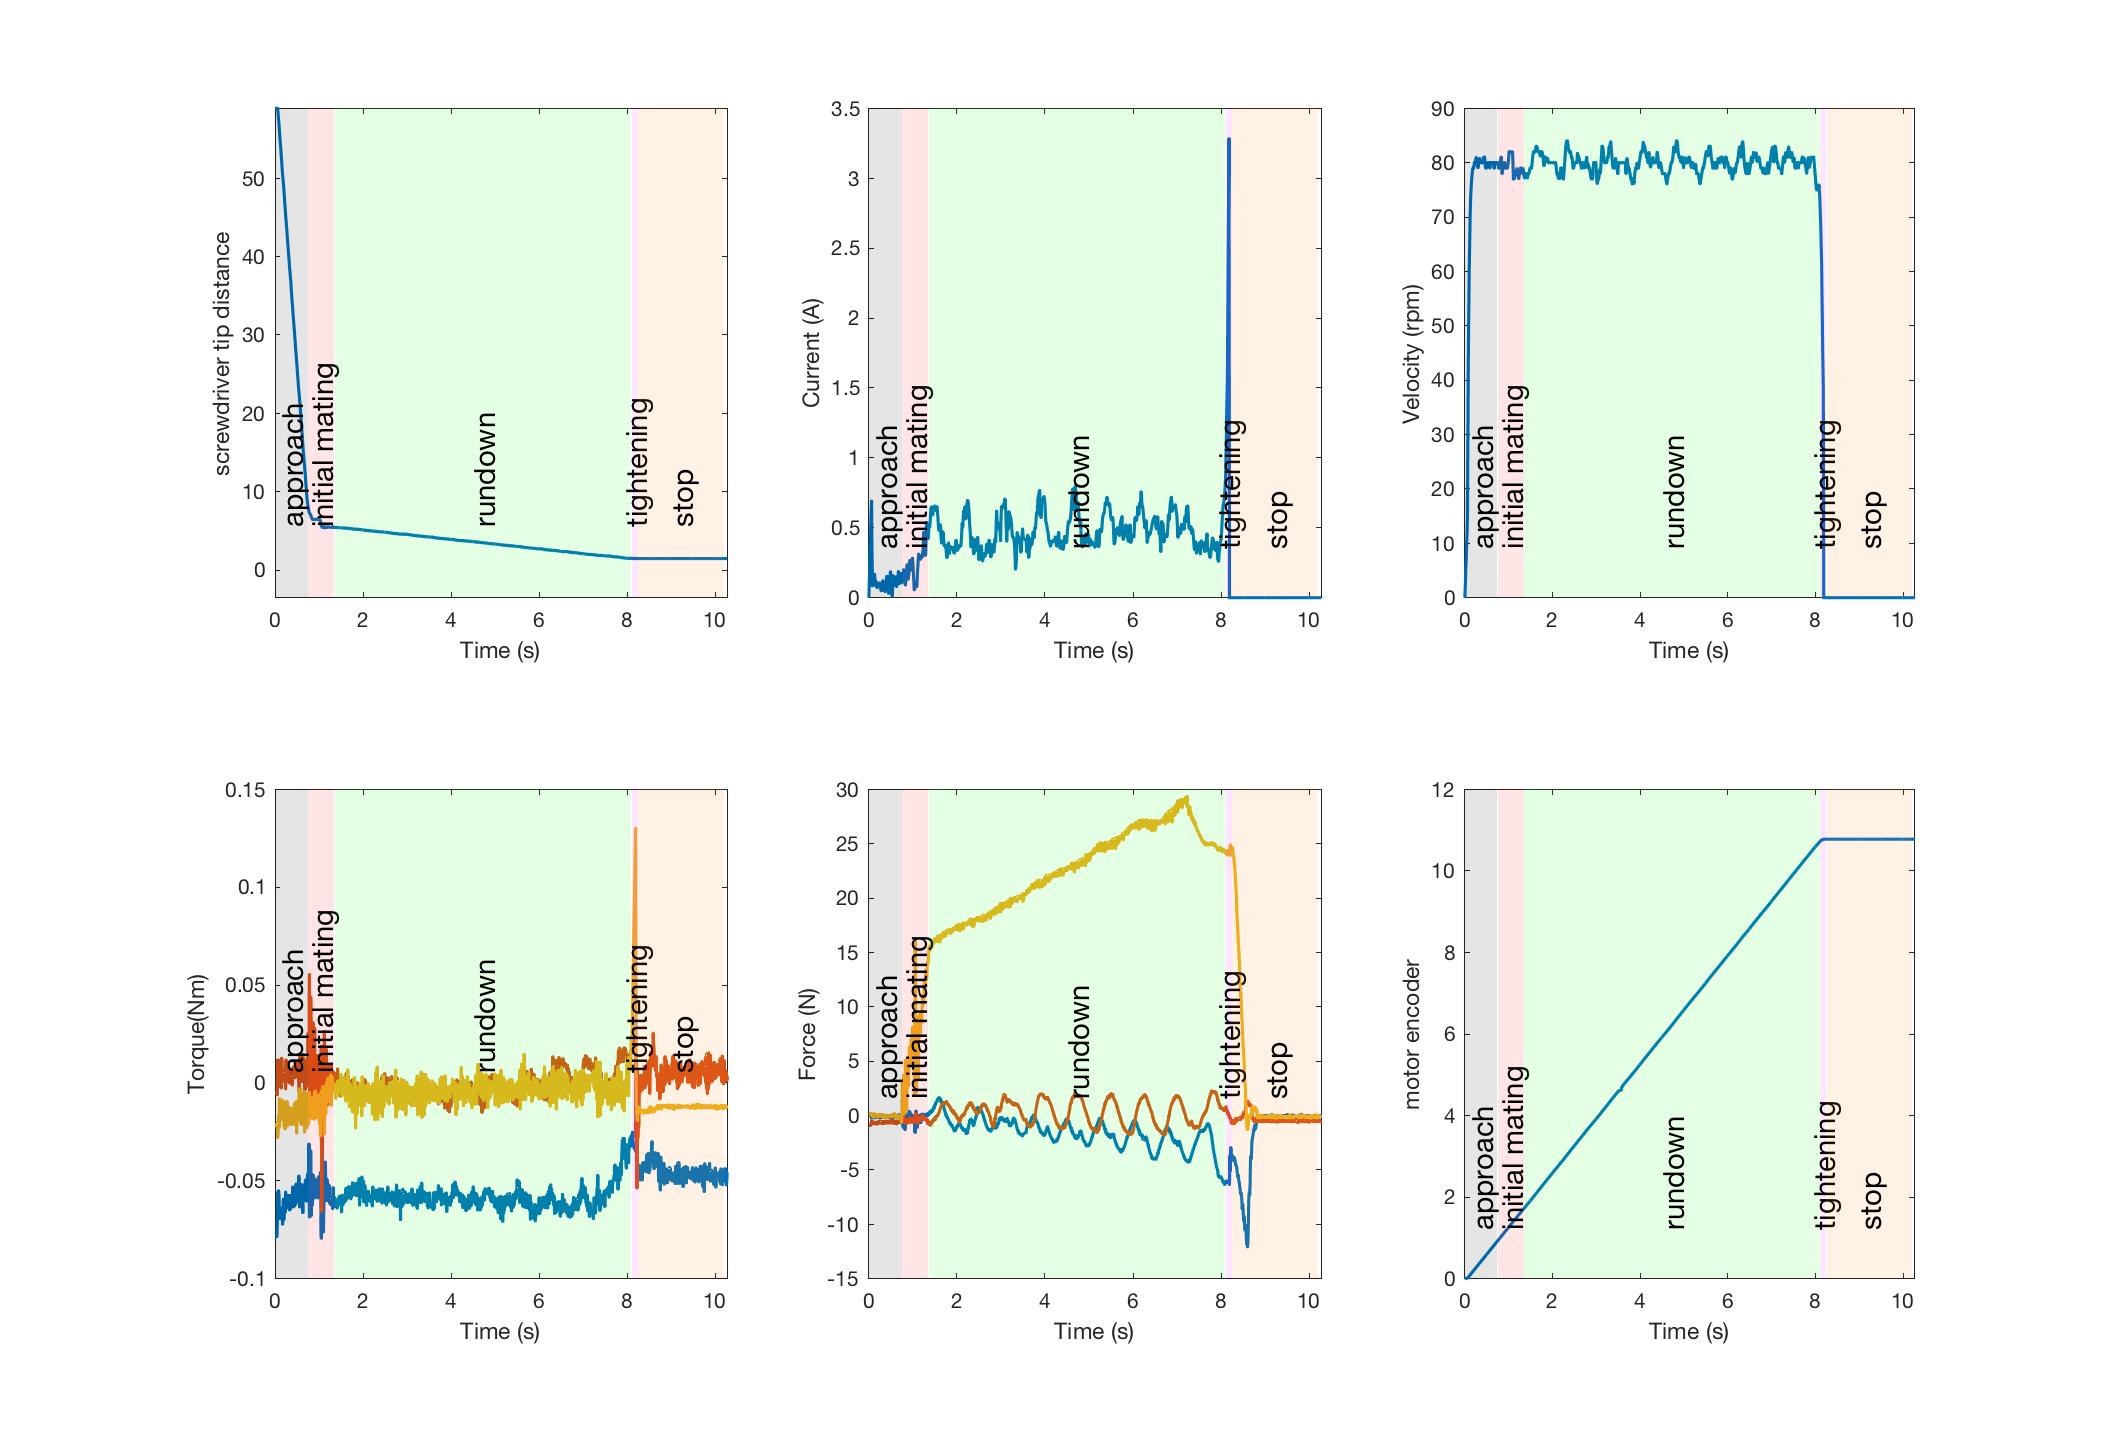 screwdriver tip distance
50
40
30
20
10
0
approach
initial mating
rundown
tightening
stop
0 2 4 6 8 10
Time (s)
Current (A)
3.5
3
2.5
2
1.5
1
0.5
0
approach
initial mating
rundown
tightening
stop
0 2 4 6 8 10
Time (s)
Velocity (rpm)
90
80
70
60
50
40
30
20
10
0
approach
initial mating
rundown
tightening
stop
0 2 4 6 8 10
Time (s)
Torque(Nm)
0.15
0.1
0.05
0
-0.05
-0.1
approach
initial mating
rundown
tightening
stop
0 2 4 6 8 10
Time (s)
Force (N)
30
25
20
15
10
5
0
-5
-10
-15
approach
initial mating
rundown
tightening
stop
0 2 4 6 8 10
Time (s)
motor encoder
12
10
8
6
4
2
0
approach
initial mating
rundown
tightening
stop
0 2 4 6 8 10
Time (s)